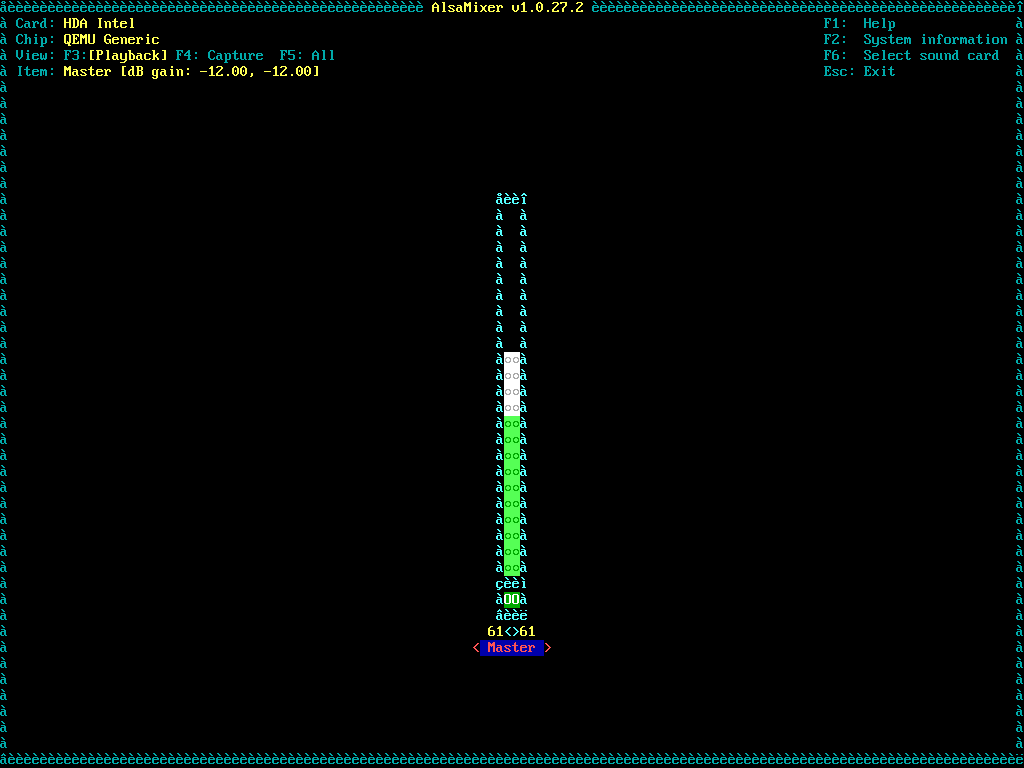 AlsaMixer v1.0.27.2
Card: HDA Intel F1: Help
Chip: QEMU Generic F2: System information
View: F3:[Playback] F4: Capture F5: All F6: Select sound card
Item: Master [dB gain: -12.00, -12.00] Esc: Exit
OO
61<>61
< Master >